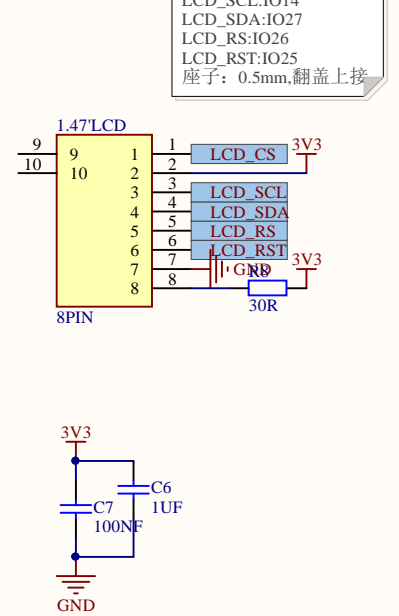 LCD_SCL:IO14
LCD_SDA:IO27
LCD_RS:IO26
LCD_RST:IO25
座子：0.5mm,翻盖上接
1.47'LCD
9 9 1 1 LCD_CS 3V3
10 10 2 2
3 3 LCD_SCL
4 4 LCD_SDA
5 5 LCD_RS
6 6 LCD_RST
7 7 GND R8 3V3
8 8
30R
8PIN
3V3
C6
C7 1UF
100NF
GND